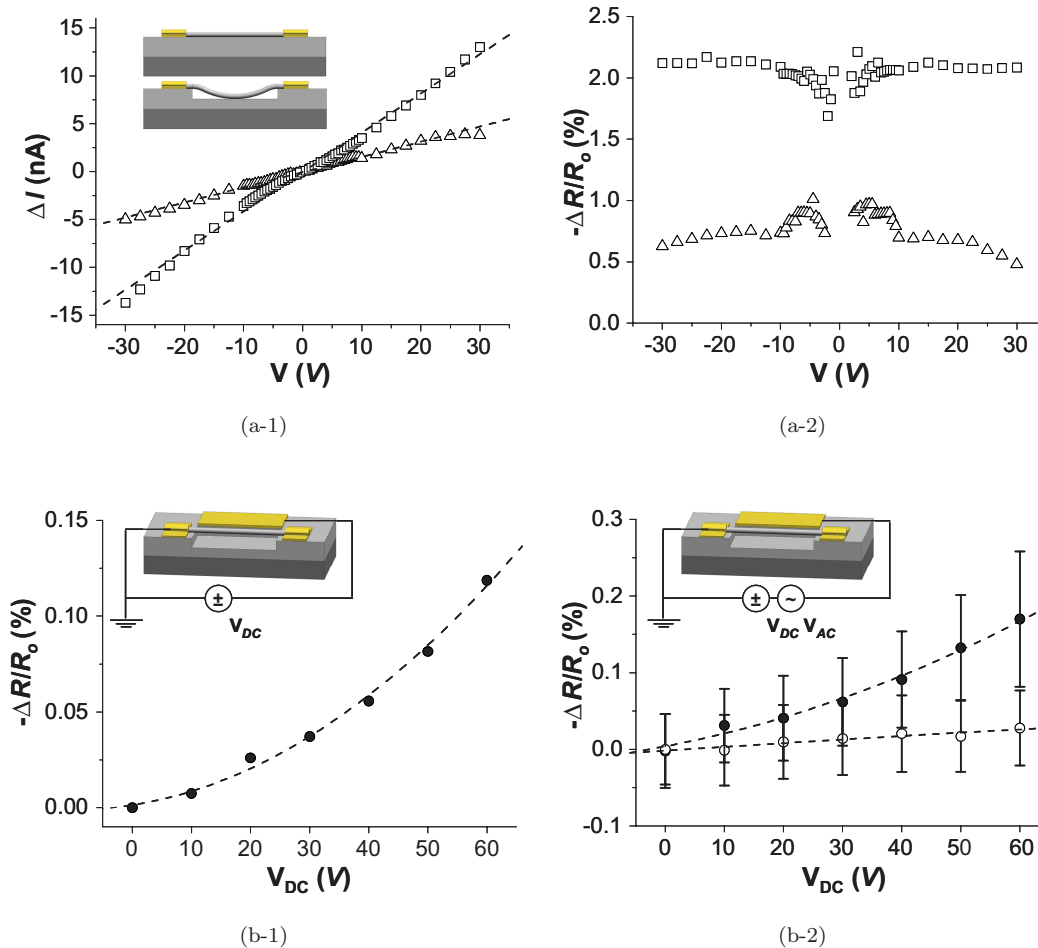 15
10
5
0
-5
-10
-15
ΔI (nA)
-30 -20 -10 0 10 20 30
V (V)
(a-1)
2.5
2.0
1.5
1.0
0.5
0.0
-ΔR/Ro (%)
-30 -20 -10 0 10 20 30
V (V)
(a-2)
0.15
0.10
0.05
0.00
-ΔR/Ro (%)
±
VDC
0 10 20 30 40 50 60
VDC (V)
(b-1)
0.3
0.2
0.1
0.0
-0.1
-ΔR/Ro (%)
± ~
VDC VAC
0 10 20 30 40 50 60
VDC (V)
(b-2)